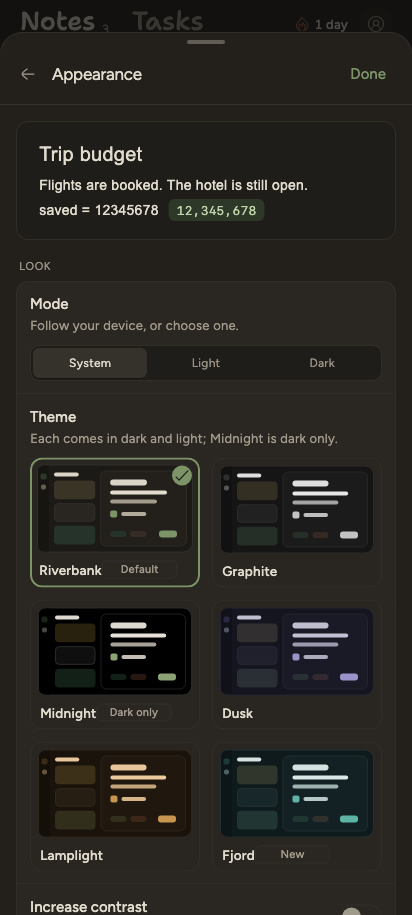 Notes 3 Tasks 1 day
Appearance Done
Trip budget
Flights are booked. The hotel is still open.
saved = 12345678 12,345,678
LOOK
Mode
Follow your device, or choose one.
System Light Dark
Theme
Each comes in dark and light; Midnight is dark only.
Riverbank Default
Graphite
Midnight Dark only
Dusk
Lamplight
Fjord New
Increase contrast